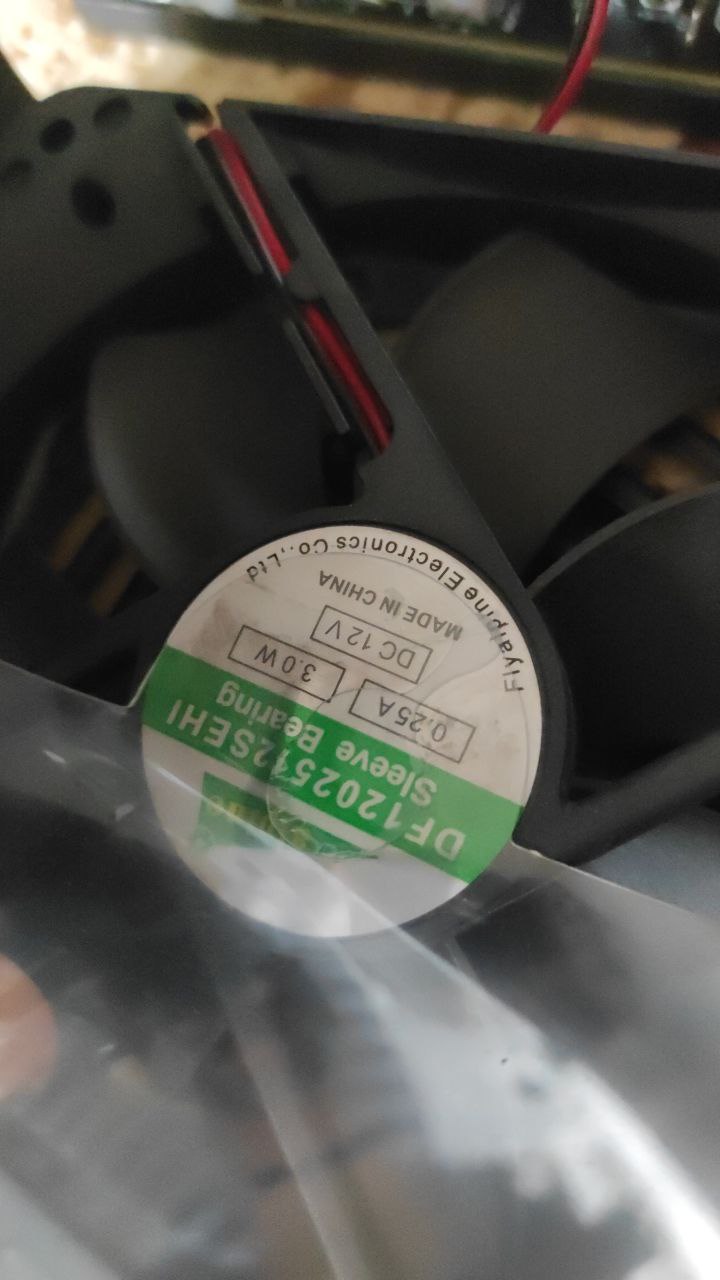 DF1202512SEHI
Sleeve Bearing
0.25A
3.0W
DC 12V
MADE IN CHINA
Flyalpine Electronics Co.,Ltd